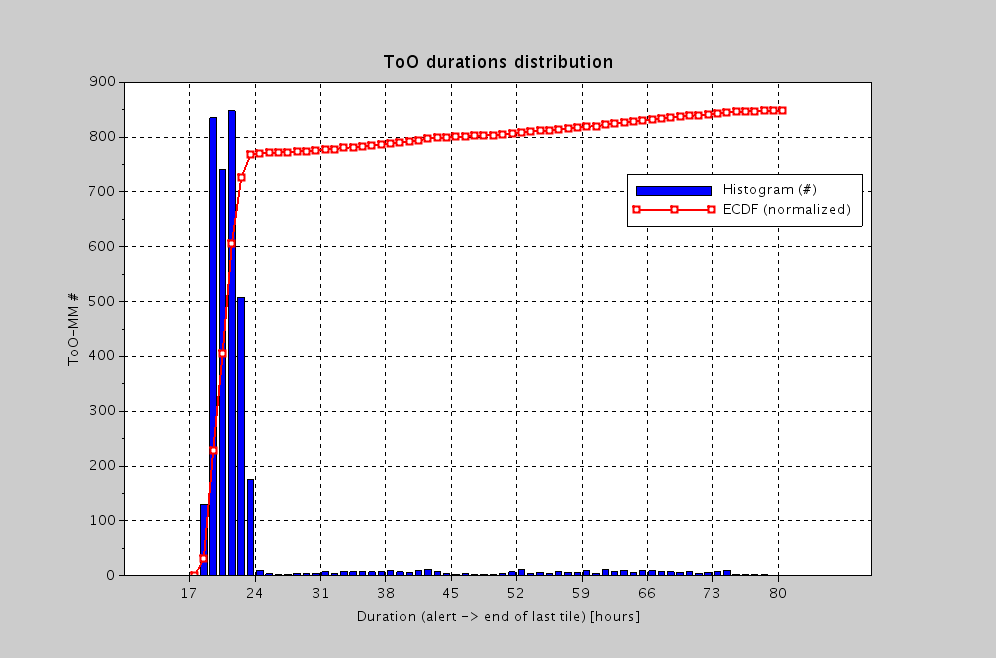 ToO durations distribution
900
800
700
600
500
400
300
200
100
0
ToO-MM #
Histogram (#)
ECDF (normalized)
17 24 31 38 45 52 59 66 73 80
Duration (alert -> end of last tile) [hours]